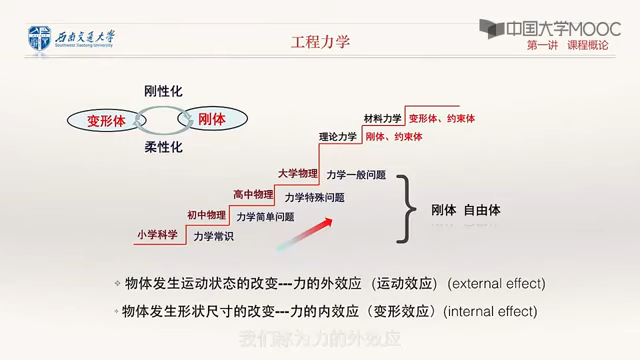 西南交通大学
Southwest Jiaotong University
工程力学
中国大学MOOC
第一讲 课程概论
刚性化
变形体
刚体
柔性化
材料力学 变形体、约束体
理论力学 刚体、约束体
大学物理 力学一般问题
高中物理 力学特殊问题
初中物理 力学简单问题
小学科学 力学常识
刚体 自由体
物体发生运动状态的改变---力的外效应 (运动效应) (external effect)
物体发生形状尺寸的改变---力的内效应（变形效应）(internal effect)
我们称为力的外效应